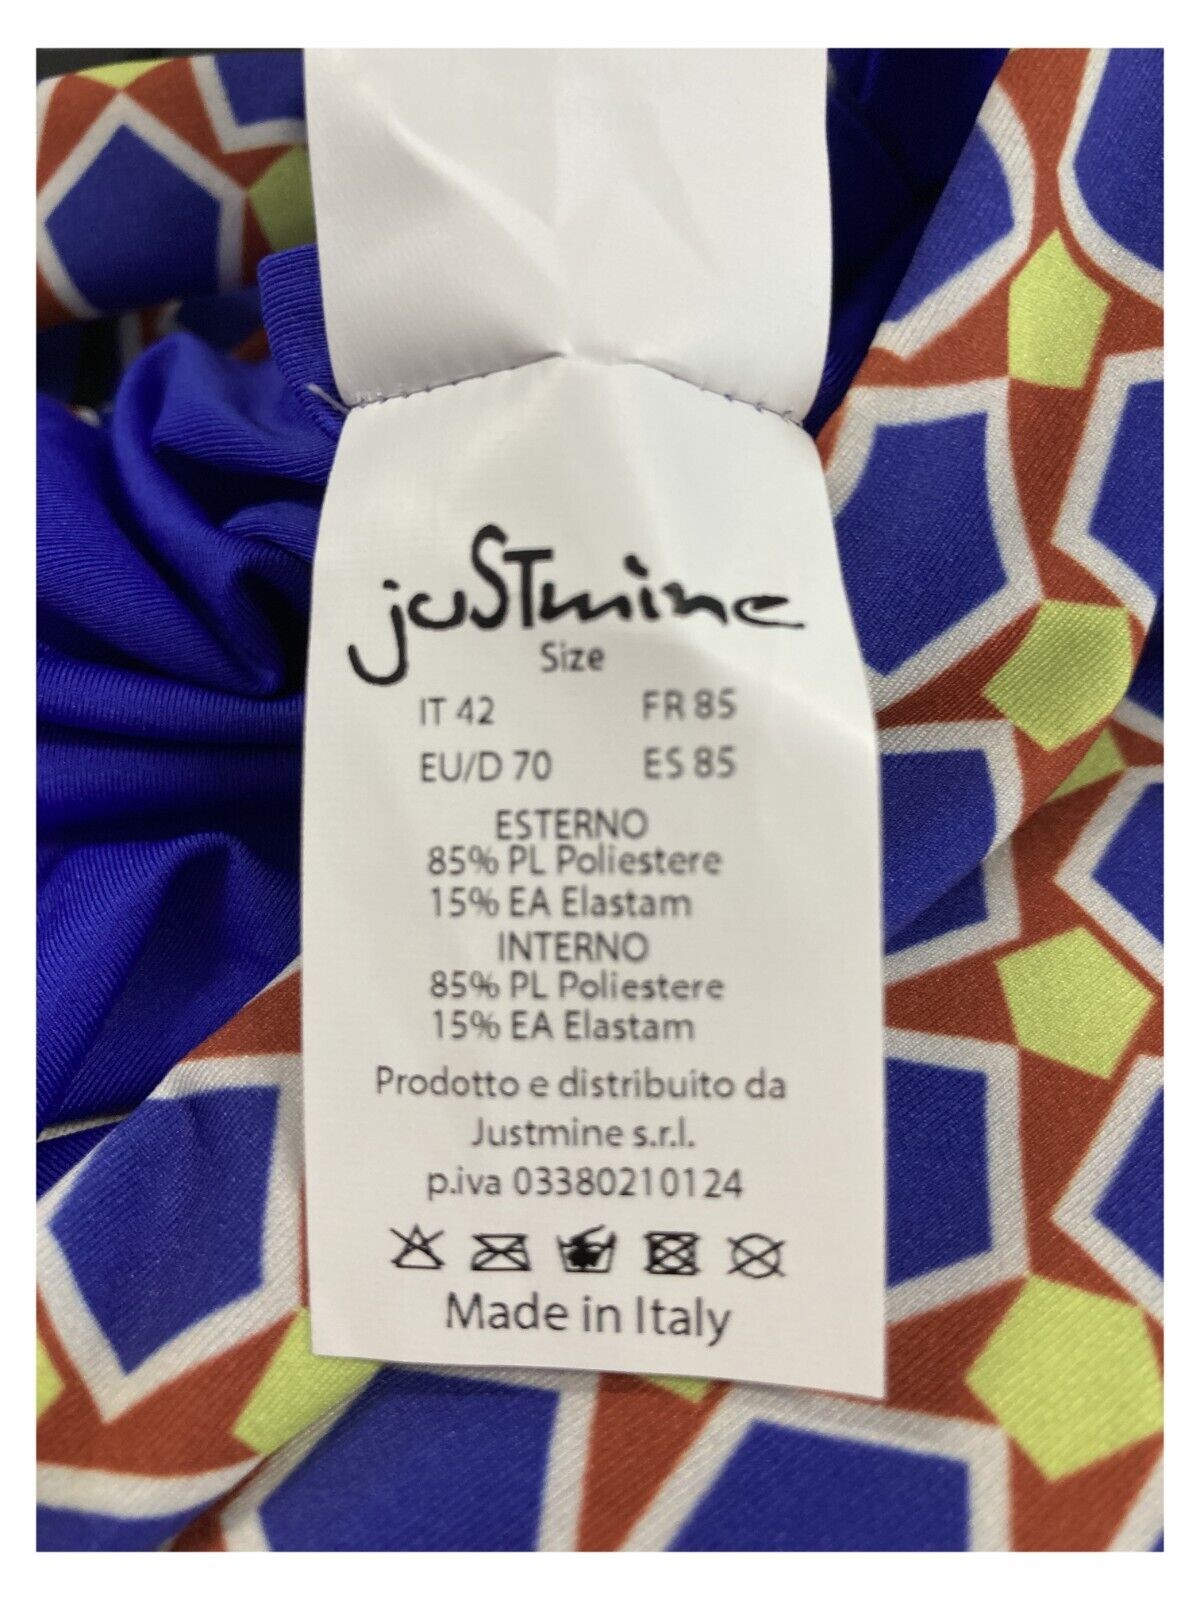 juSTmine
Size
IT 42 FR 85
EU/D 70 ES 85
ESTERNO
85% PL Poliestere
15% EA Elastam
INTERNO
85% PL Poliestere
15% EA Elastam
Prodotto e distribuito da
Justmine s.r.l.
p.iva 03380210124
Made in Italy